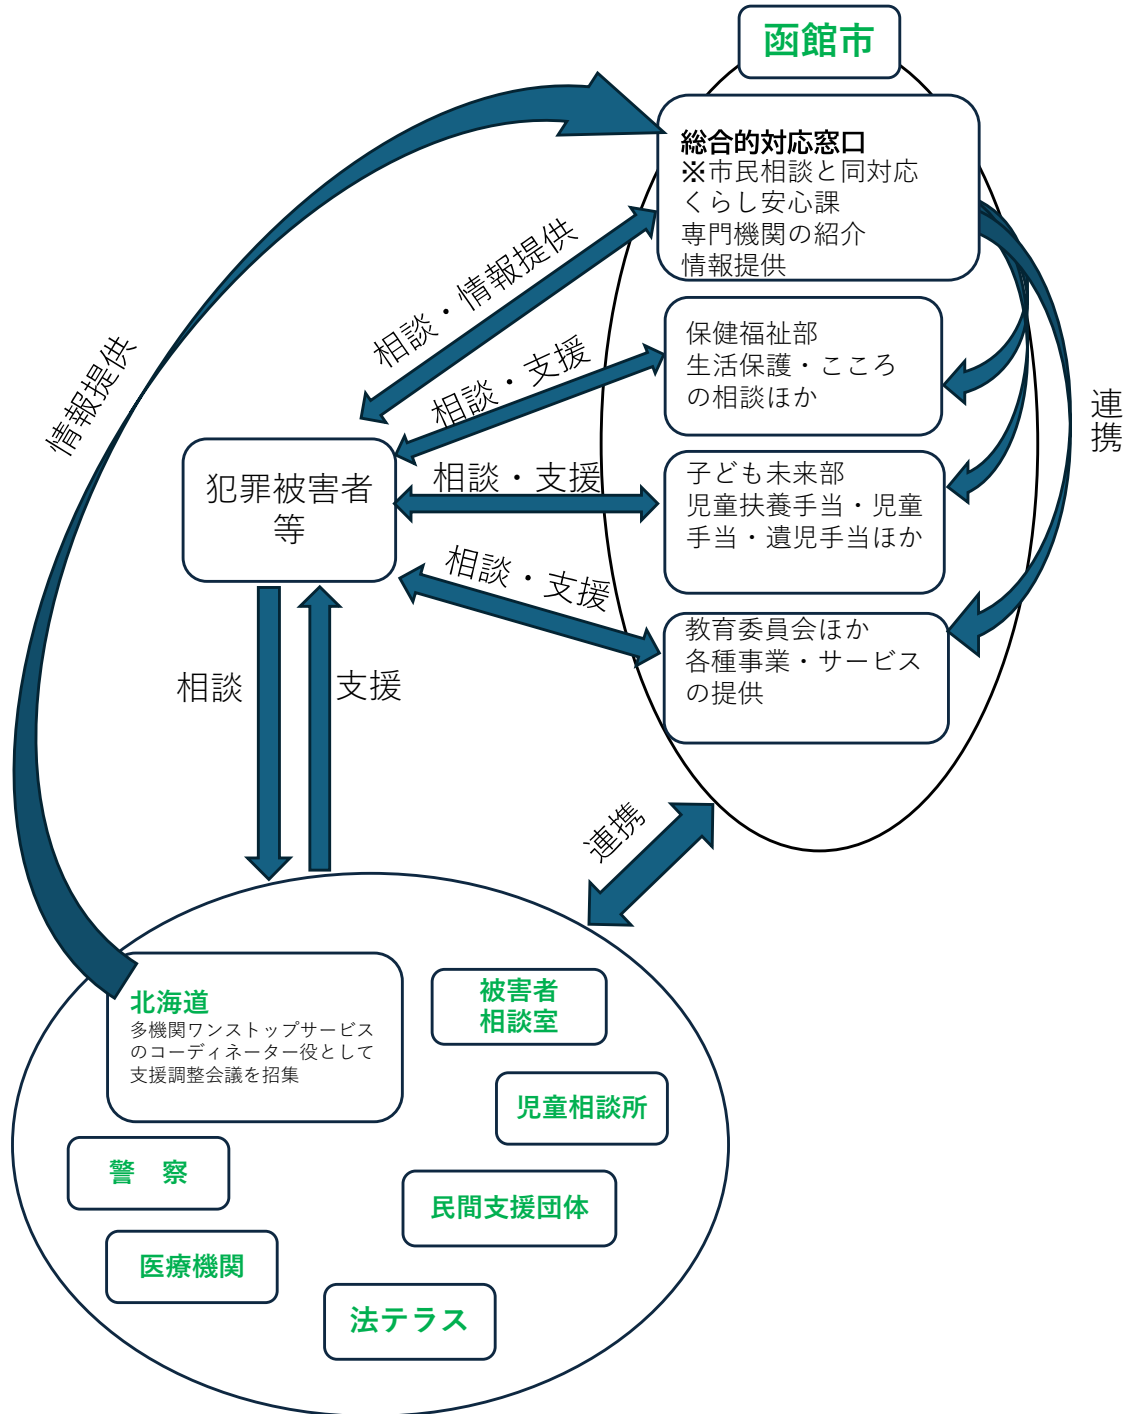 函館市
総合的対応窓口
※市民相談と同対応
くらし安心課
専門機関の紹介
情報提供
相談・情報提供
情報提供
保健福祉部
生活保護・こころ
の相談ほか
相談・支援
連携
犯罪被害者
等
相談・支援
子ども未来部
児童扶養手当・児童
手当・遺児手当ほか
相談・支援
教育委員会ほか
各種事業・サービス
の提供
相談
支援
連携
北海道
多機関ワンストップサービス
のコーディネーター役として
支援調整会議を招集
被害者
相談室
児童相談所
警　察
民間支援団体
医療機関
法テラス